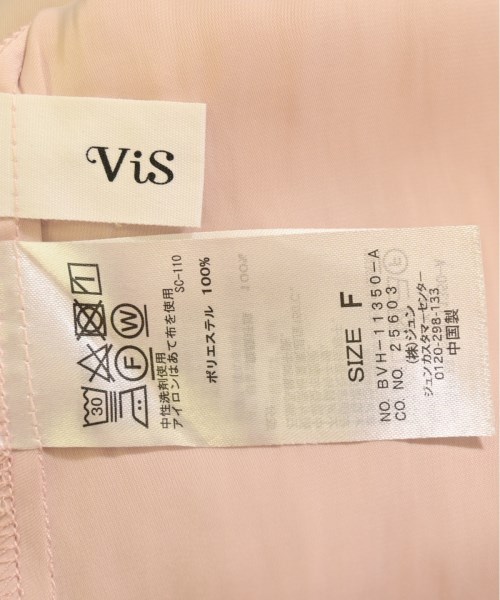 ViS
30
F
W
中性洗剤使用
アイロンはあて布を使用
SC-110
ポリエステル 100%
SIZE F
NO. BVH-11350-A
CO. NO. 25603
(株)ジュン
ジュン カスタマーセンター
0120-298-133
中国製